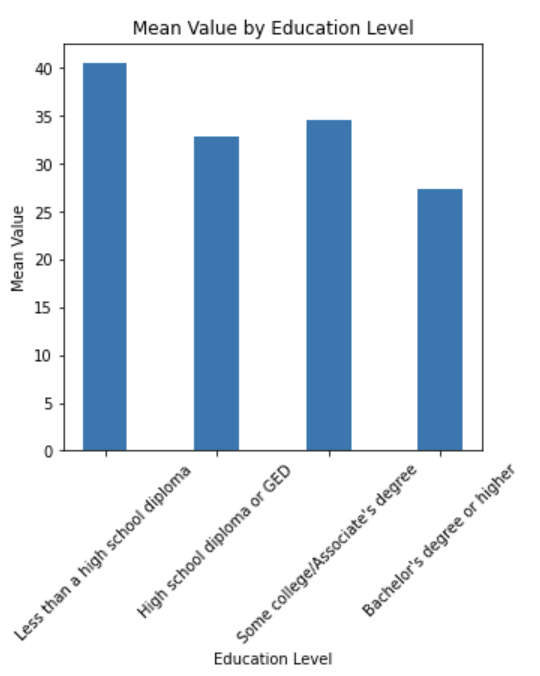 Mean Value by Education Level
Mean Value
40
35
30
25
20
15
10
5
0
Less than a high school diploma
High school diploma or GED
Some college/Associate's degree
Bachelor's degree or higher
Education Level